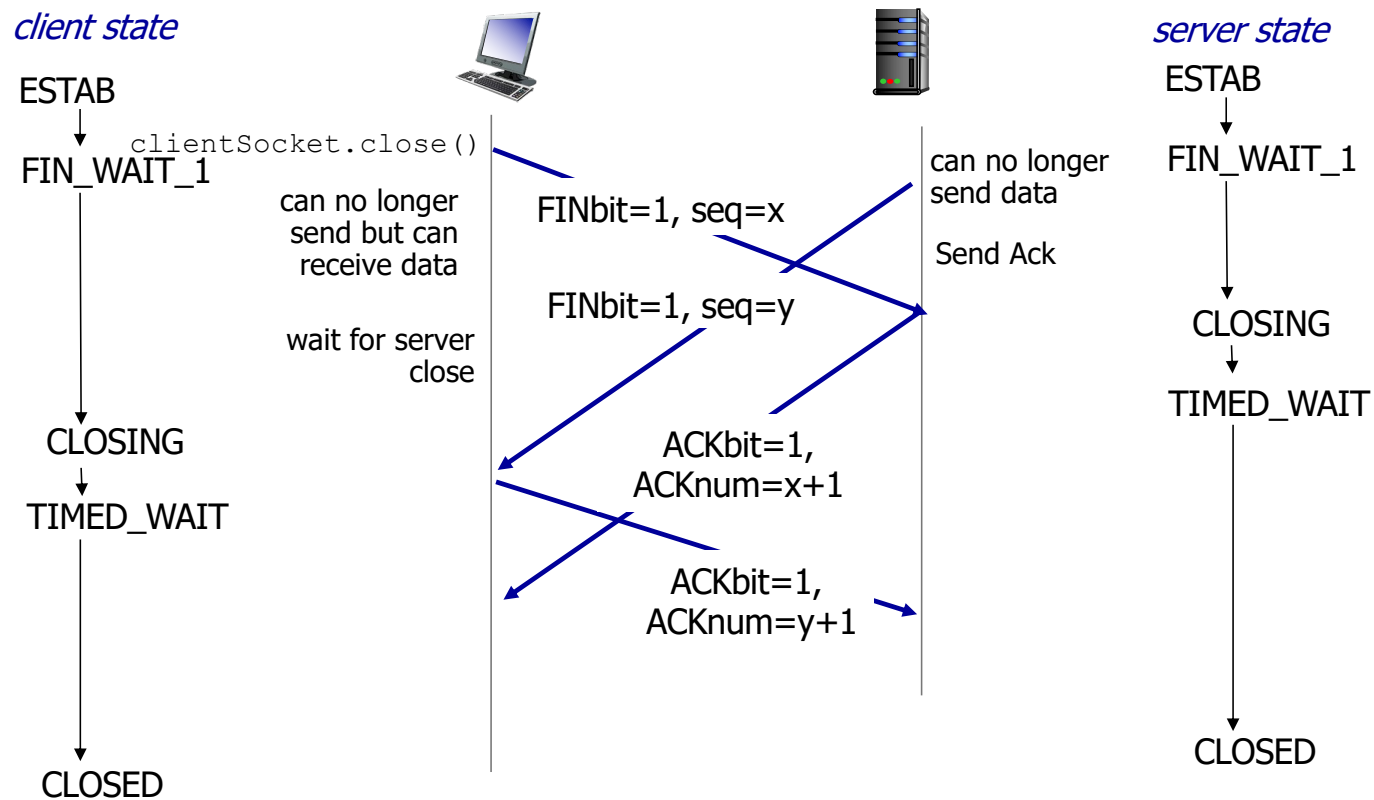 client state
server state
ESTAB
ESTAB
clientSocket.close()
FIN_WAIT_1
can no longer
send but can
receive data
FINbit=1, seq=x
can no longer
send data
FIN_WAIT_1
Send Ack
FINbit=1, seq=y
wait for server
close
CLOSING
TIMED_WAIT
CLOSING
TIMED_WAIT
ACKbit=1,
ACKnum=x+1
ACKbit=1,
ACKnum=y+1
CLOSED
CLOSED